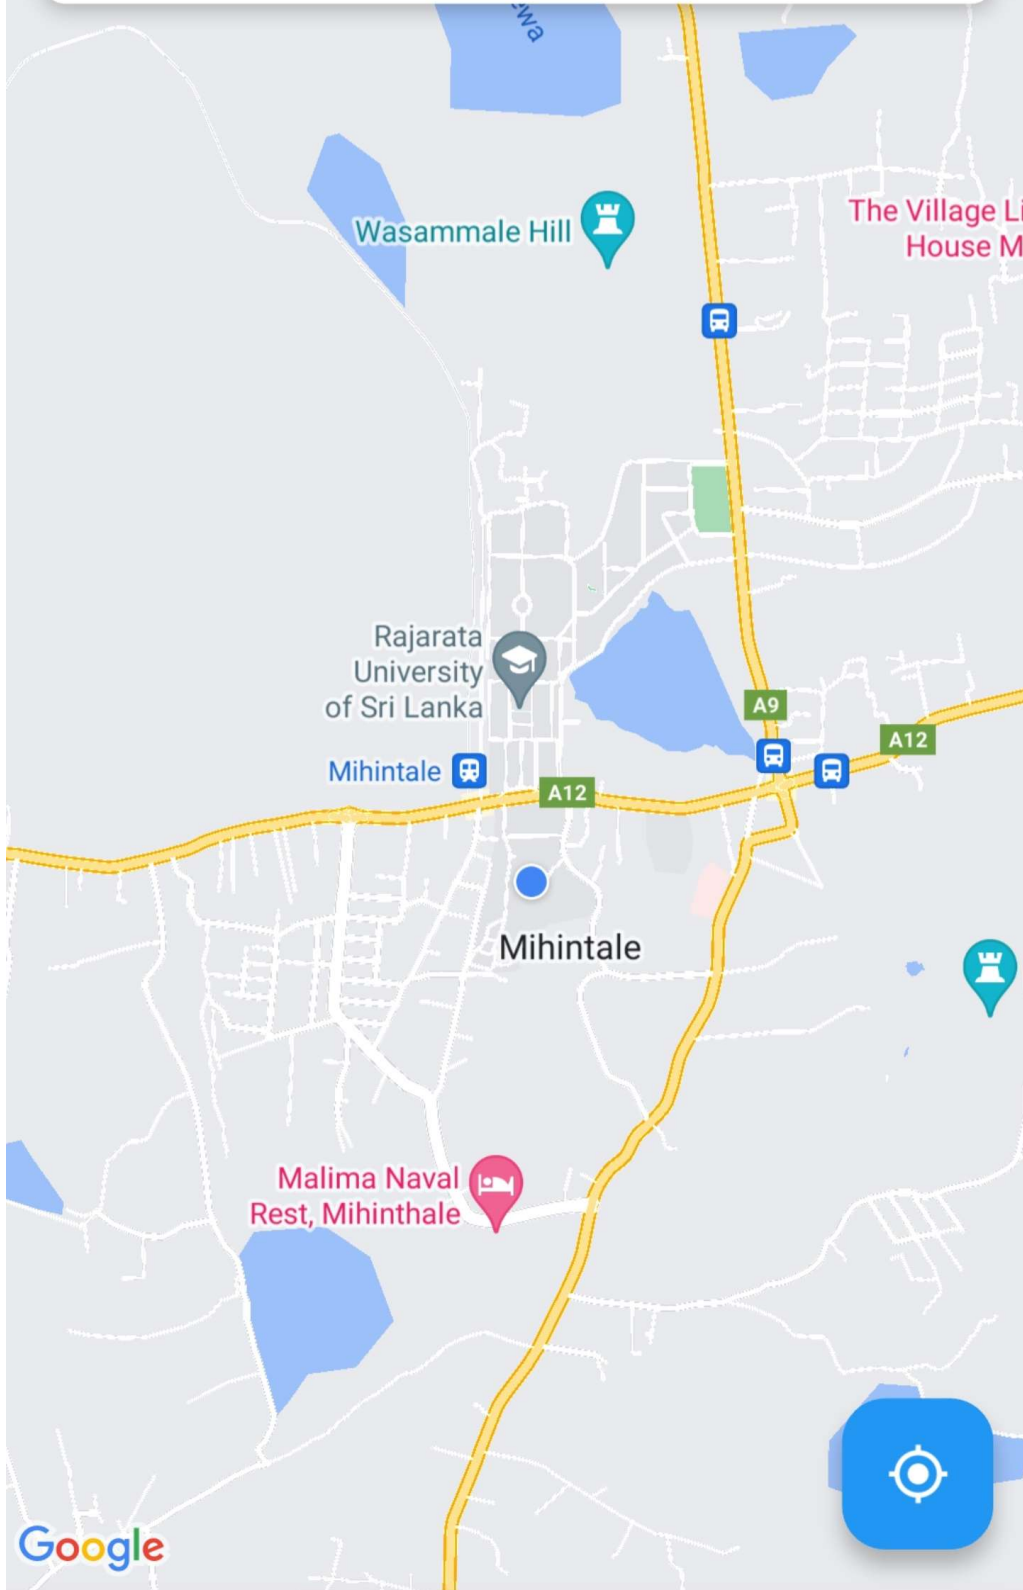 Wasammale Hill
The Village
House
Rajarata
University
of Sri Lanka
A9
A12
Mihintale
A12
Mihintale
Malima Naval
Rest, Mihinthale
Google